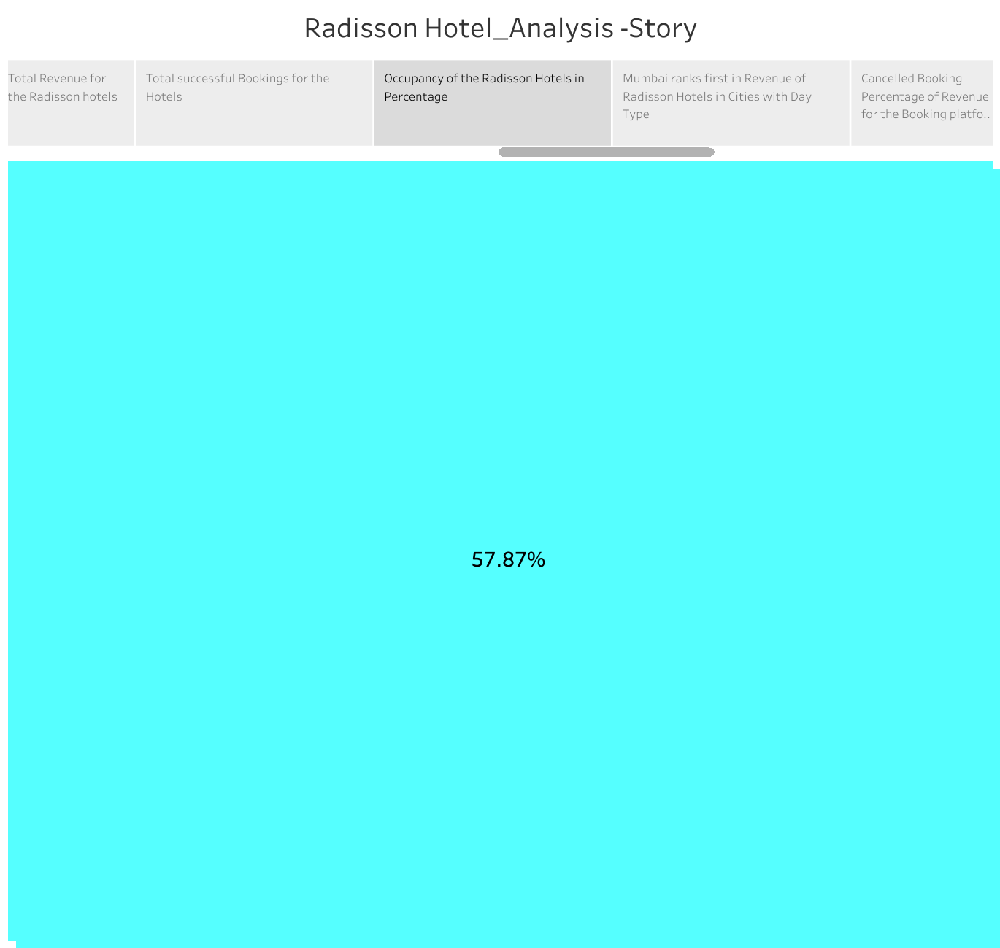 Radisson Hotel_Analysis -Story
Total Revenue for
the Radisson hotels
Total successful Bookings for the
Hotels
Occupancy of the Radisson Hotels in
Percentage
Mumbai ranks first in Revenue of
Radisson Hotels in Cities with Day
Type
Cancelled Booking
Percentage of Revenue
for the Booking platfo..
57.87%